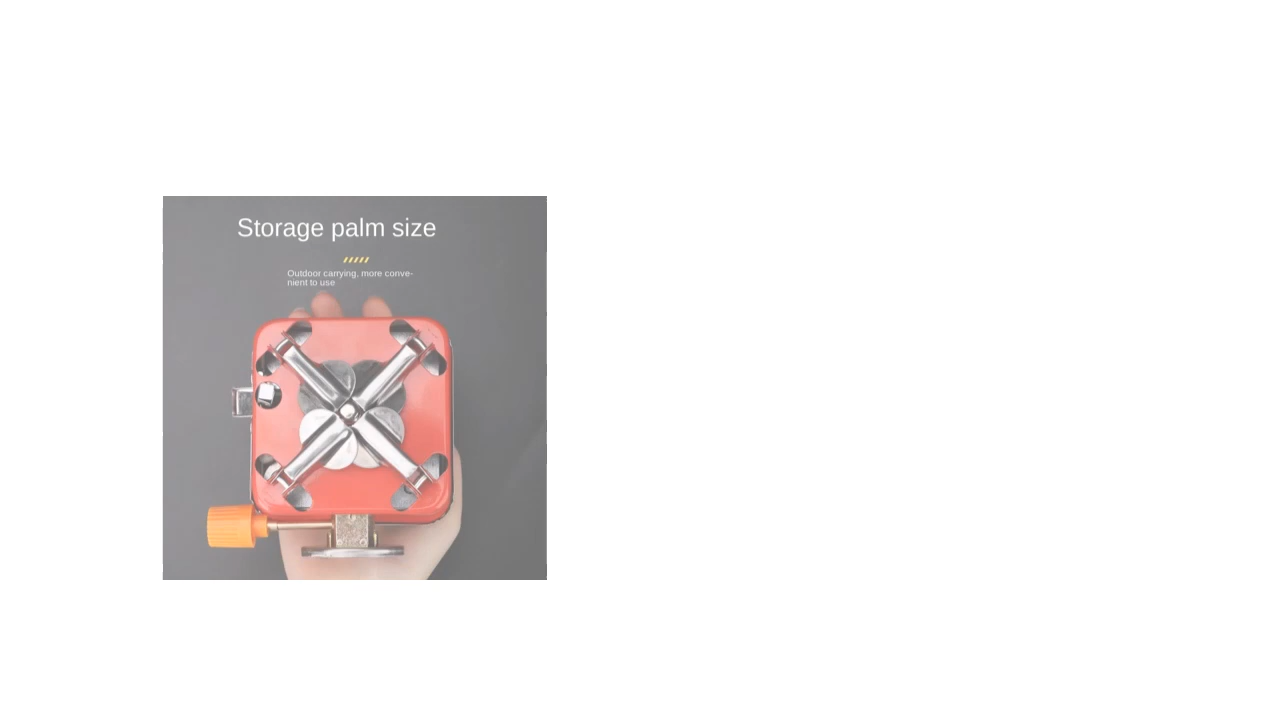 Storage palm size
Outdoor carrying, more conve-
nient to use